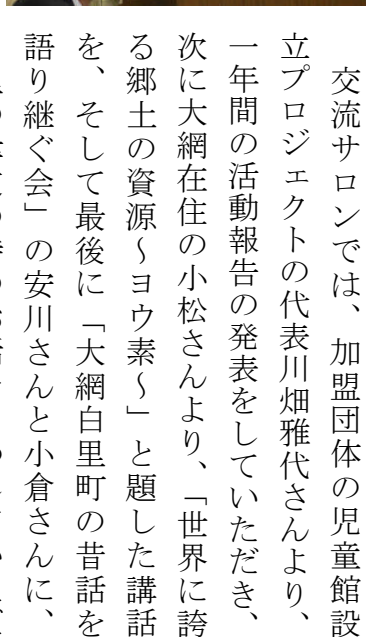 交流サロンでは、加盟団体の児童館設
立プロジェクトの代表川畑雅代さんより、
一年間の活動報告の発表をしていただき、
次に大網在住の小松さんより、「世界に誇
る郷土の資源～ヨウ素～」と題した講話
を、そして最後に「大網白里町の昔話を
語り継ぐ会」の安川さんと小倉さんに、